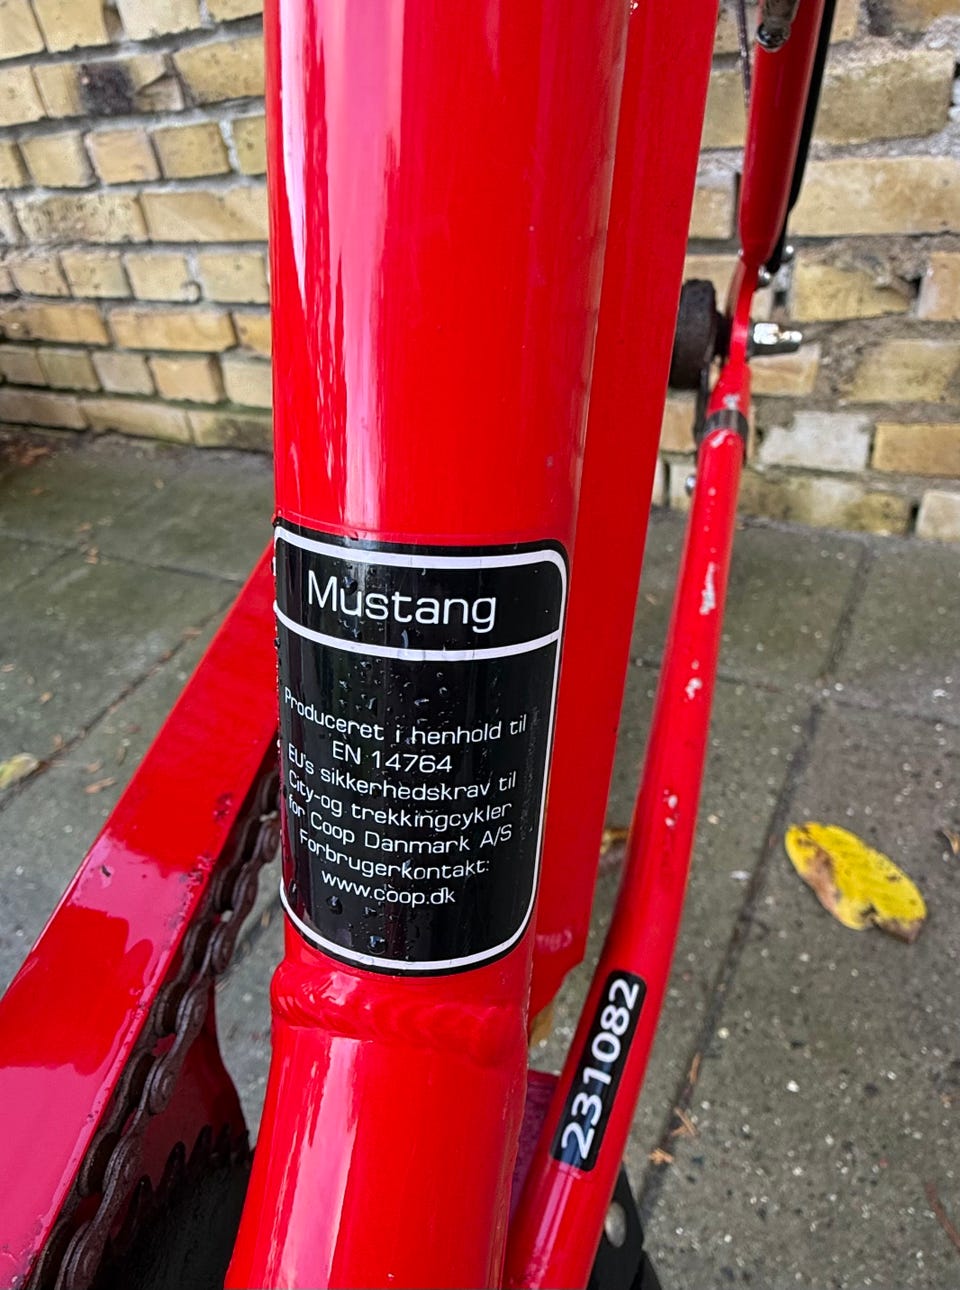 Mustang
Produceret i henhold til
EN 14764
EU's sikkerhedskrav til
City-og trekkingcykler
for Coop Danmark A/S
Forbrugerkontakt:
www.coop.dk
231082